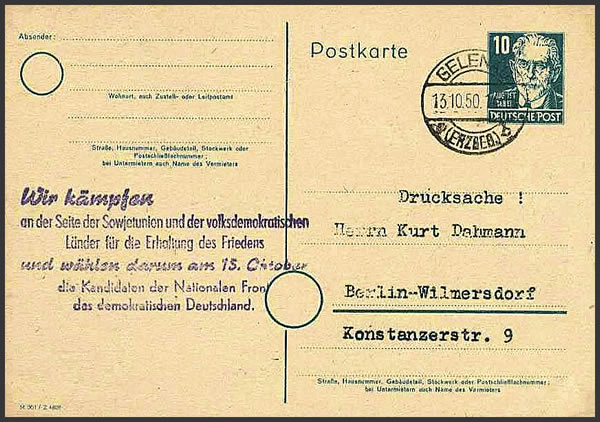 Absender:
Wohnort, auch Zustell- oder Leitpostamt
Straße, Hausnummer, Gebäudeteil, Stockwerk oder
Postschließfachnummer;
bei Untermietern auch Name des Vermieters
Wir kämpfen
an der Seite der Sowjetunion und der volksdemokratischen
Länder für die Erhaltung des Friedens
und wählen darum am 15. Oktober
die Kandidaten der Nationalen Front
des demokratischen Deutschland.
Postkarte
10
DEUTSCHE POST
GELEN
13.10.50.
(ERZGEB.)
Drucksache !
Herrn Kurt Dahmann
Berlin-Wilmersdorf
Konstanzerstr. 9
Straße, Hausnummer, Gebäudeteil, Stockwerk oder Postschließfachnummer;
bei Untermietern auch Name des Vermieters